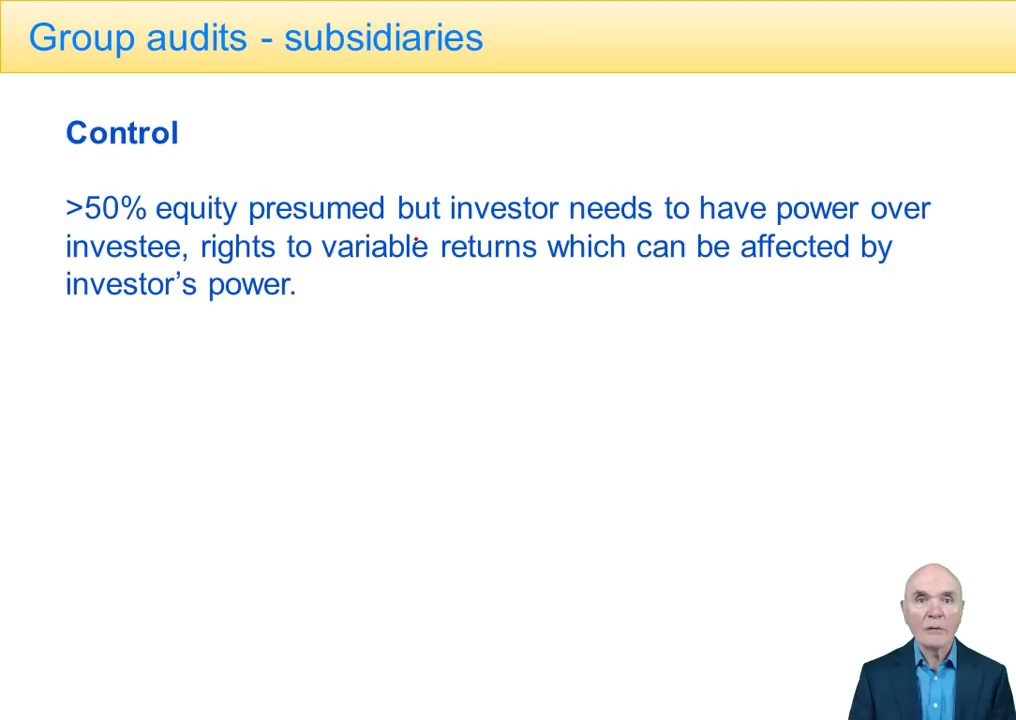 Group audits - subsidiaries
Control
>50% equity presumed but investor needs to have power over
investee, rights to variable returns which can be affected by
investor’s power.